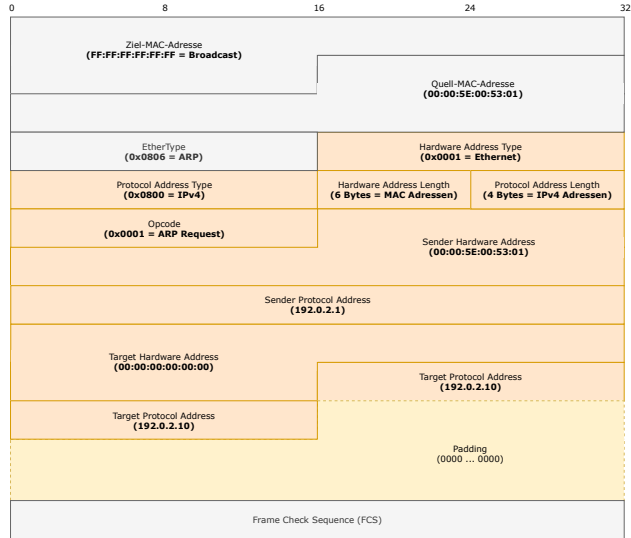 0 8 16 24 32
Ziel-MAC-Adresse
(FF:FF:FF:FF:FF:FF = Broadcast)
Quell-MAC-Adresse
(00:00:5E:00:53:01)
EtherType
(0x0806 = ARP)
Hardware Address Type
(0x0001 = Ethernet)
Protocol Address Type
(0x0800 = IPv4)
Hardware Address Length
(6 Bytes = MAC Adressen)
Protocol Address Length
(4 Bytes = IPv4 Adressen)
Opcode
(0x0001 = ARP Request)
Sender Hardware Address
(00:00:5E:00:53:01)
Sender Protocol Address
(192.0.2.1)
Target Hardware Address
(00:00:00:00:00:00)
Target Protocol Address
(192.0.2.10)
Target Protocol Address
(192.0.2.10)
Padding
(0000 ... 0000)
Frame Check Sequence (FCS)